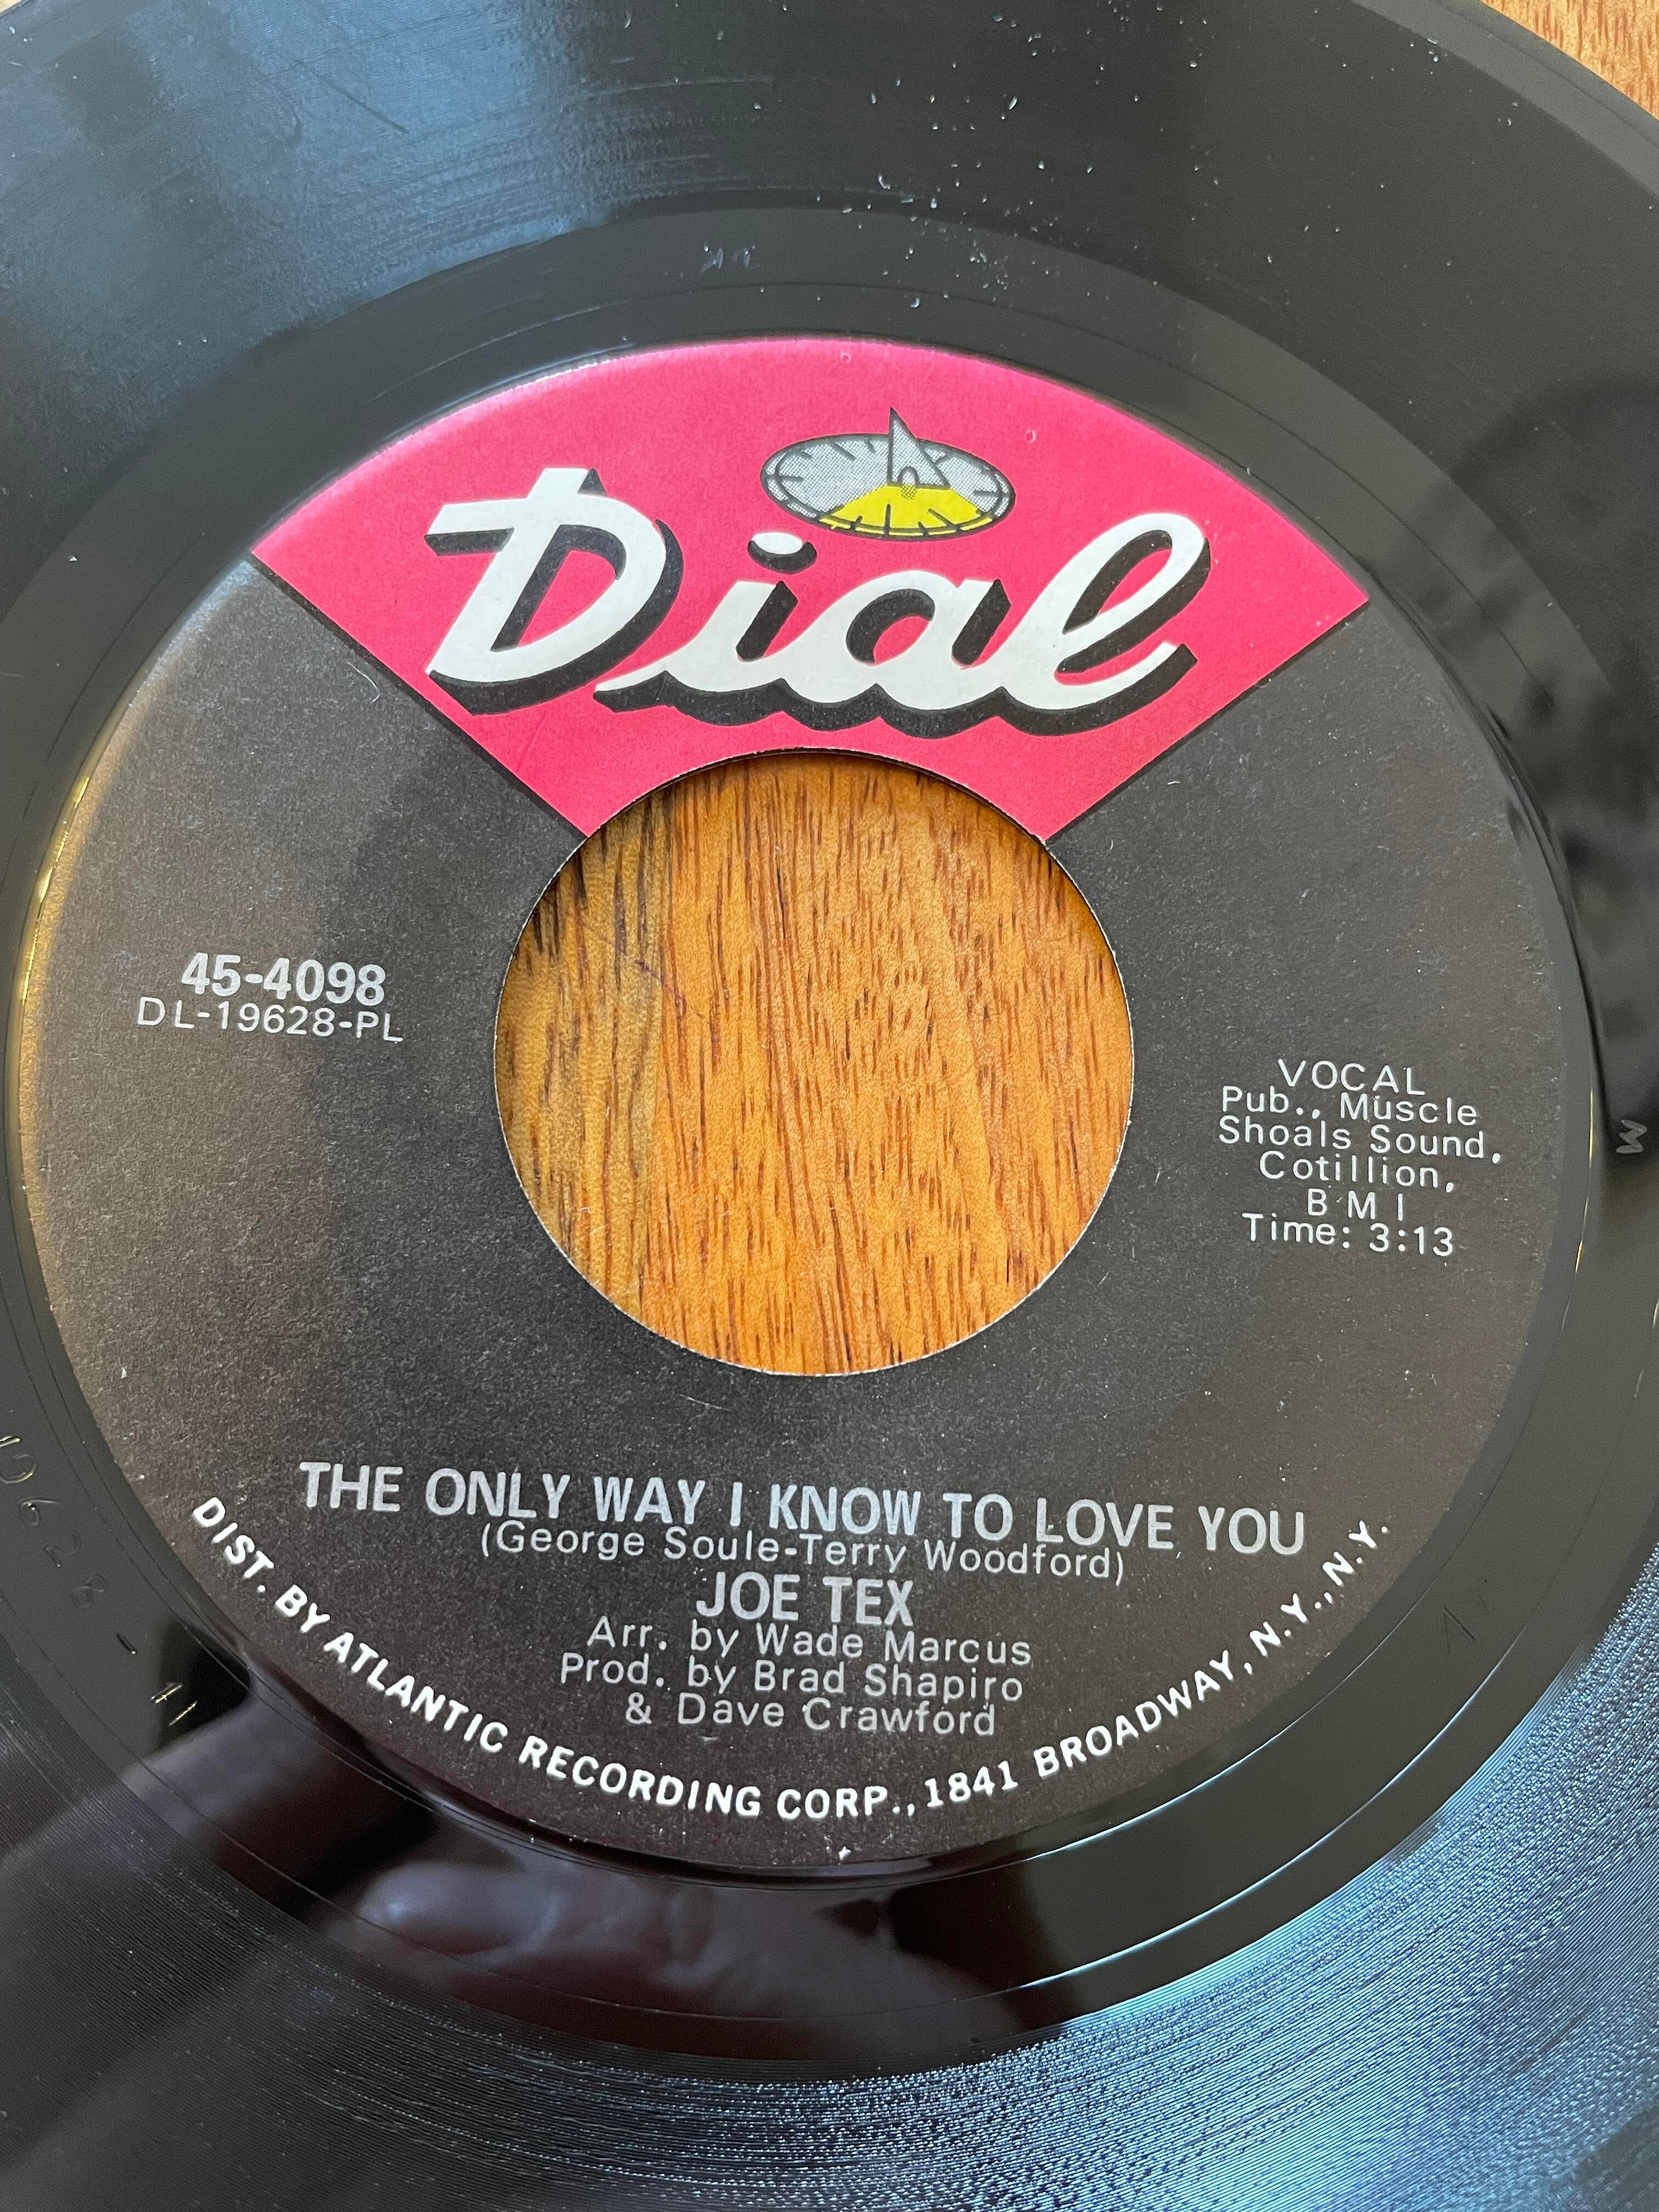 Dial
45-4098
DL-19628-PL
VOCAL
Pub., Muscle
Shoals Sound,
Cotillion,
BMI
Time: 3:13
THE ONLY WAY I KNOW TO LOVE YOU
(George Soule-Terry Woodford)
JOE TEX
Arr. by Wade Marcus
Prod. by Brad Shapiro
& Dave Crawford
DIST. BY ATLANTIC RECORDING CORP., 1841 BROADWAY, N.Y., N.Y.